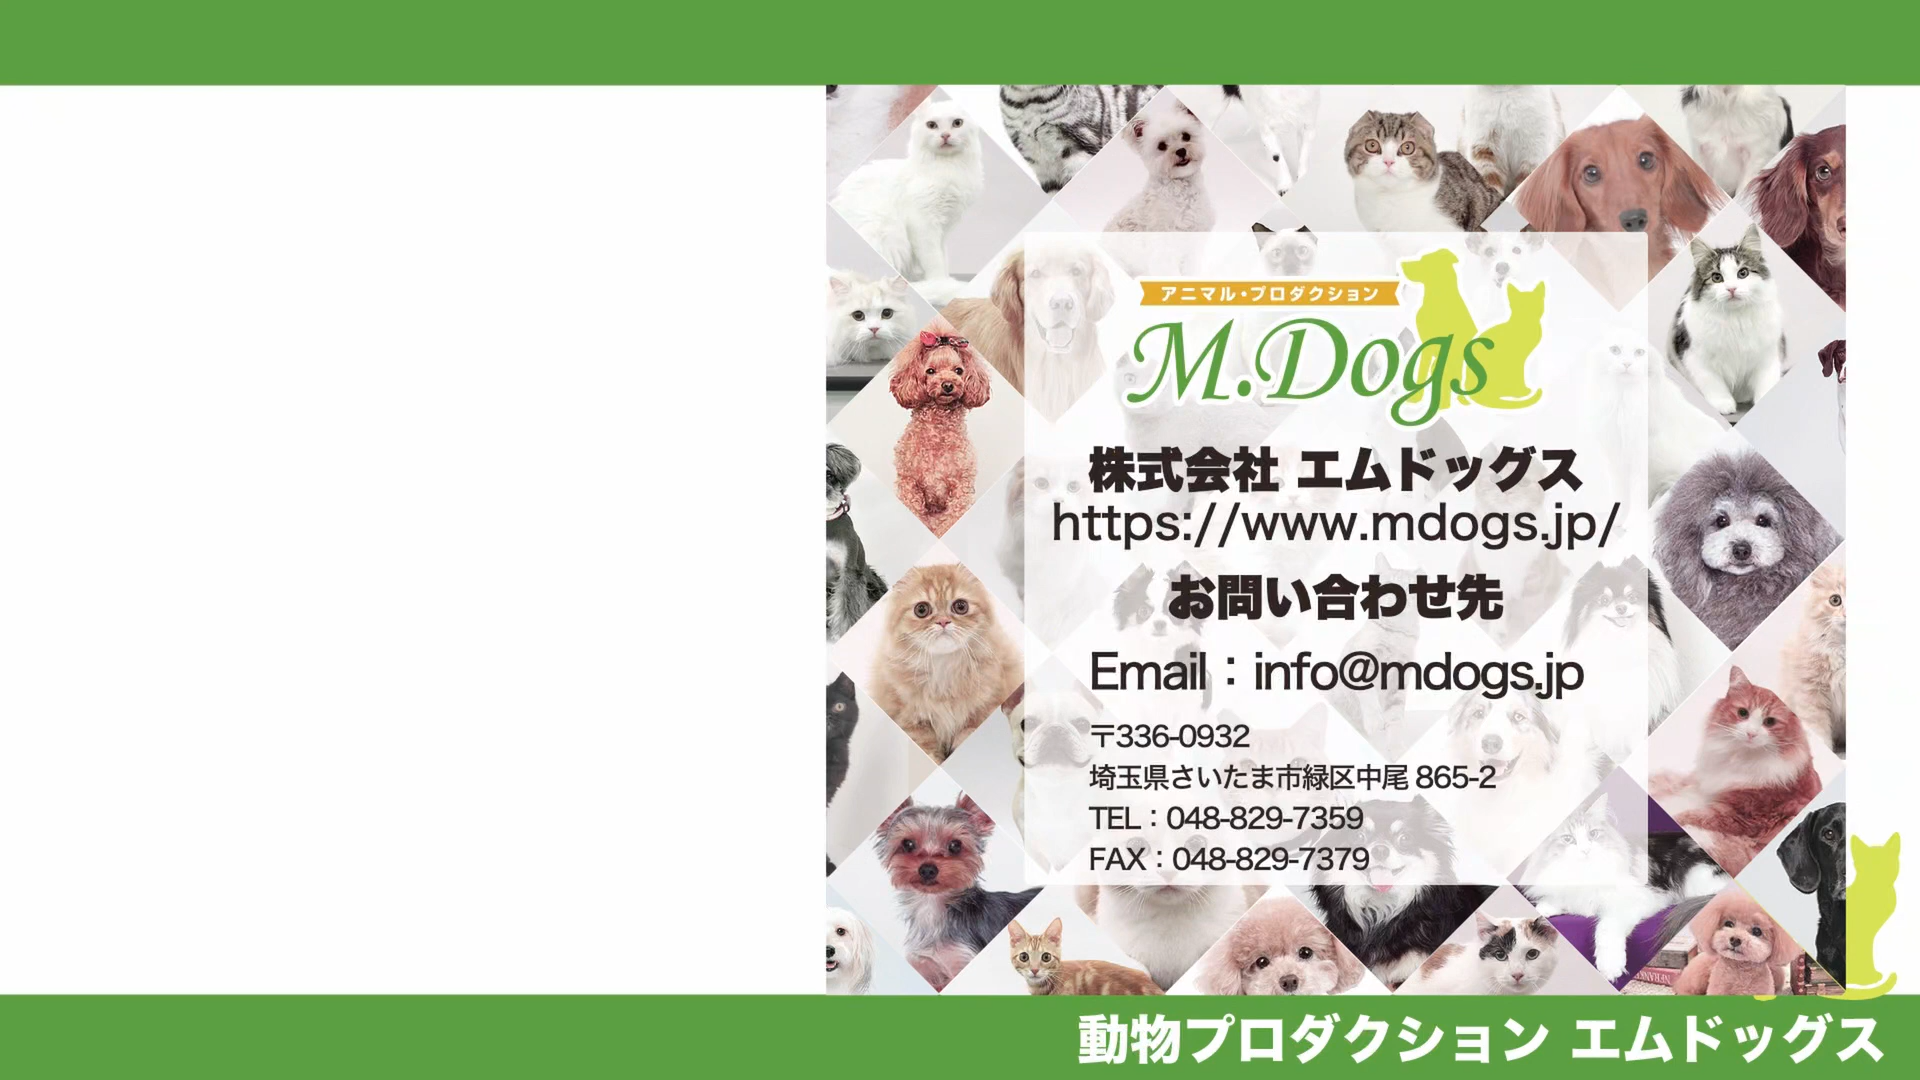 アニマル・プロダクション
M.Dogs
株式会社 エムドッグス
https://www.mdogs.jp/
お問い合わせ先
Email：info@mdogs.jp
〒336-0932
埼玉県さいたま市緑区中尾 865-2
TEL：048-829-7359
FAX：048-829-7379
動物プロダクション エムドッグス